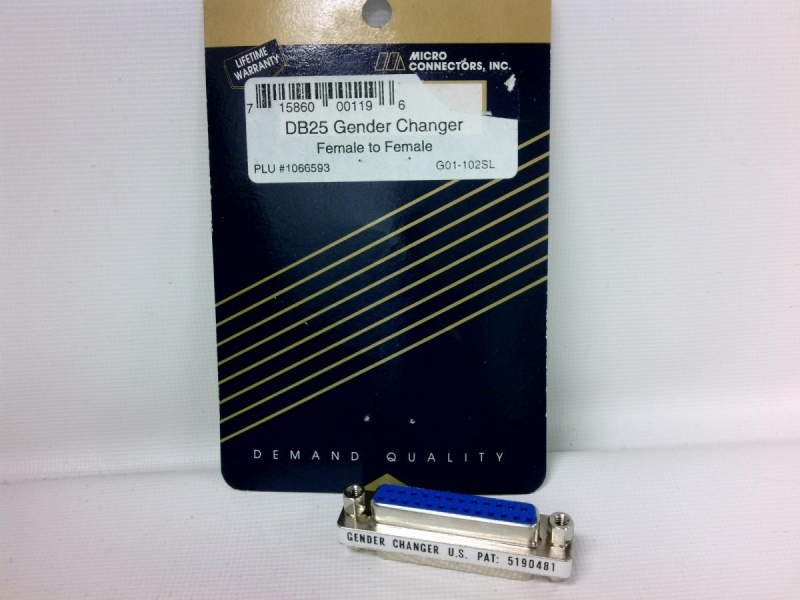 LIFETIME
WARRANTY
MICRO
CONNECTORS, INC.
7 15860 00119 6
DB25 Gender Changer
Female to Female
PLU #1066593 G01-102SL
DEMAND QUALITY
GENDER CHANGER U.S. PAT: 5190481